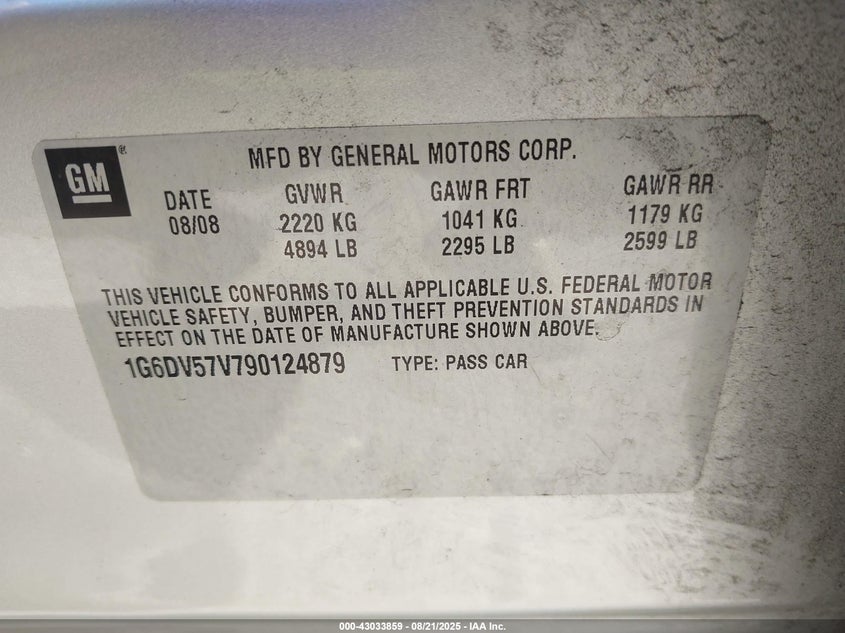 GM
MFD BY GENERAL MOTORS CORP.
DATE GVWR GAWR FRT GAWR RR
08/08 2220 KG 1041 KG 1179 KG
4894 LB 2295 LB 2599 LB
THIS VEHICLE CONFORMS TO ALL APPLICABLE U.S. FEDERAL MOTOR
VEHICLE SAFETY, BUMPER, AND THEFT PREVENTION STANDARDS IN
EFFECT ON THE DATE OF MANUFACTURE SHOWN ABOVE.
1G6DV57V790124879 TYPE: PASS CAR
000-43033859 - 08/21/2025 - IAA Inc.